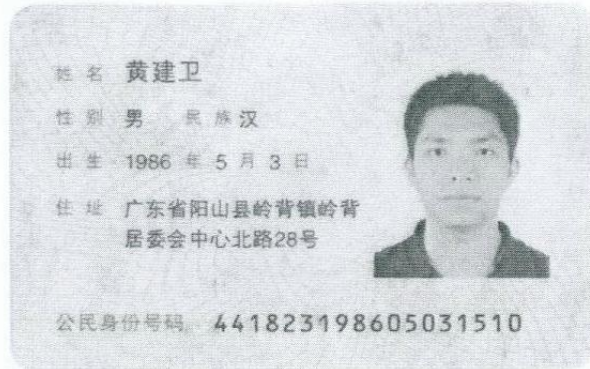 姓名 黄建卫
性别 男 民族 汉
出生 1986 年 5 月 3 日
住址 广东省阳山县岭背镇岭背
居委会中心北路28号
公民身份号码 441823198605031510